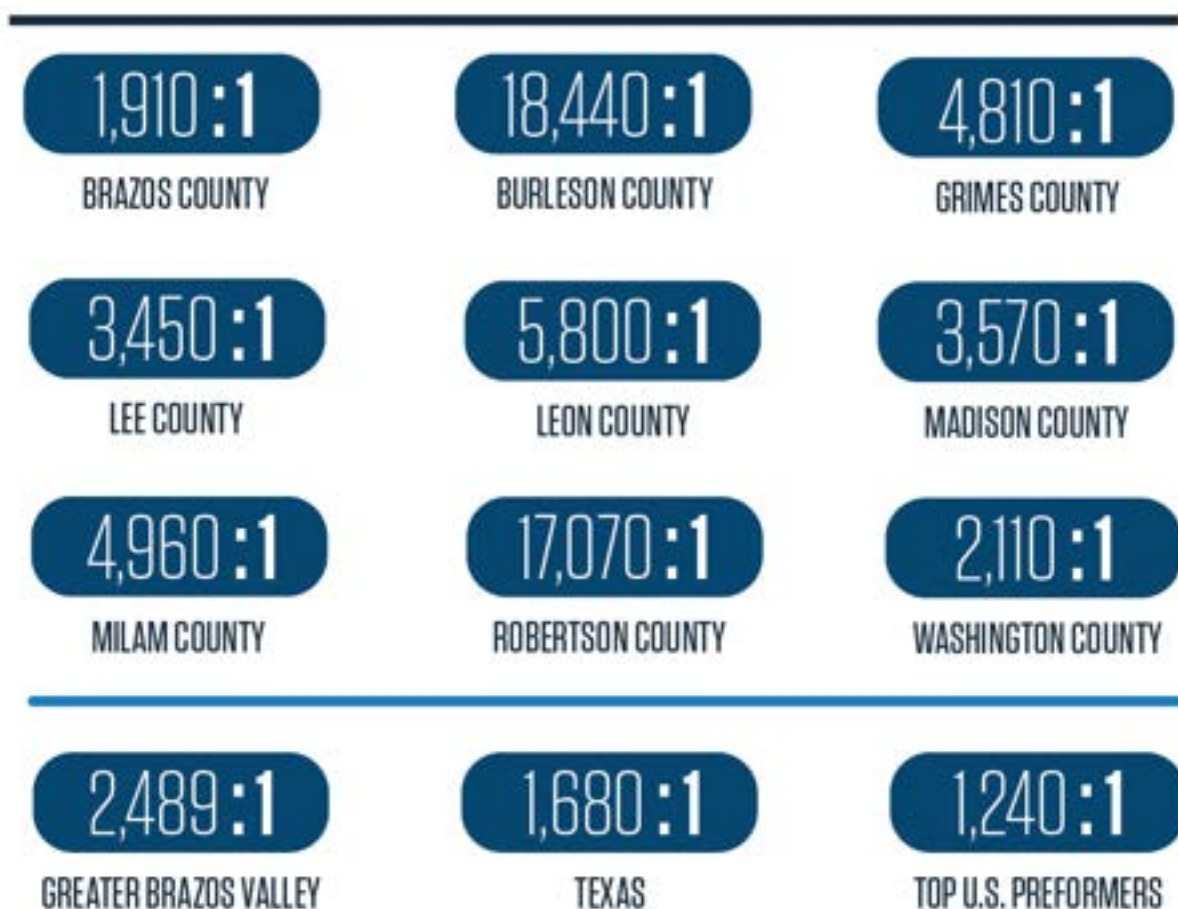 1,910:1 18,440:1 4,810:1
BRAZOS COUNTY BURLESON COUNTY GRIMES COUNTY
3,450:1 5,800:1 3,570:1
LEE COUNTY LEON COUNTY MADISON COUNTY
4,960:1 17,070:1 2,110:1
MILAM COUNTY ROBERTSON COUNTY WASHINGTON COUNTY
2,489:1 1,680:1 1,240:1
GREATER BRAZOS VALLEY TEXAS TOP U.S. PREFORMERS